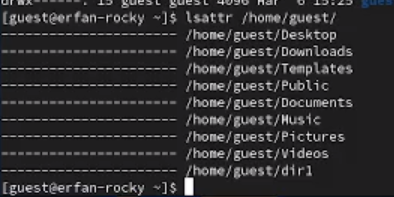 drwx------. 15 guest guest 4096 Mar  6 15:25 guest
[guest@erfan-rocky ~]$ lsattr /home/guest/
---------------------- /home/guest/Desktop
---------------------- /home/guest/Downloads
---------------------- /home/guest/Templates
---------------------- /home/guest/Public
---------------------- /home/guest/Documents
---------------------- /home/guest/Music
---------------------- /home/guest/Pictures
---------------------- /home/guest/Videos
---------------------- /home/guest/dir1
[guest@erfan-rocky ~]$